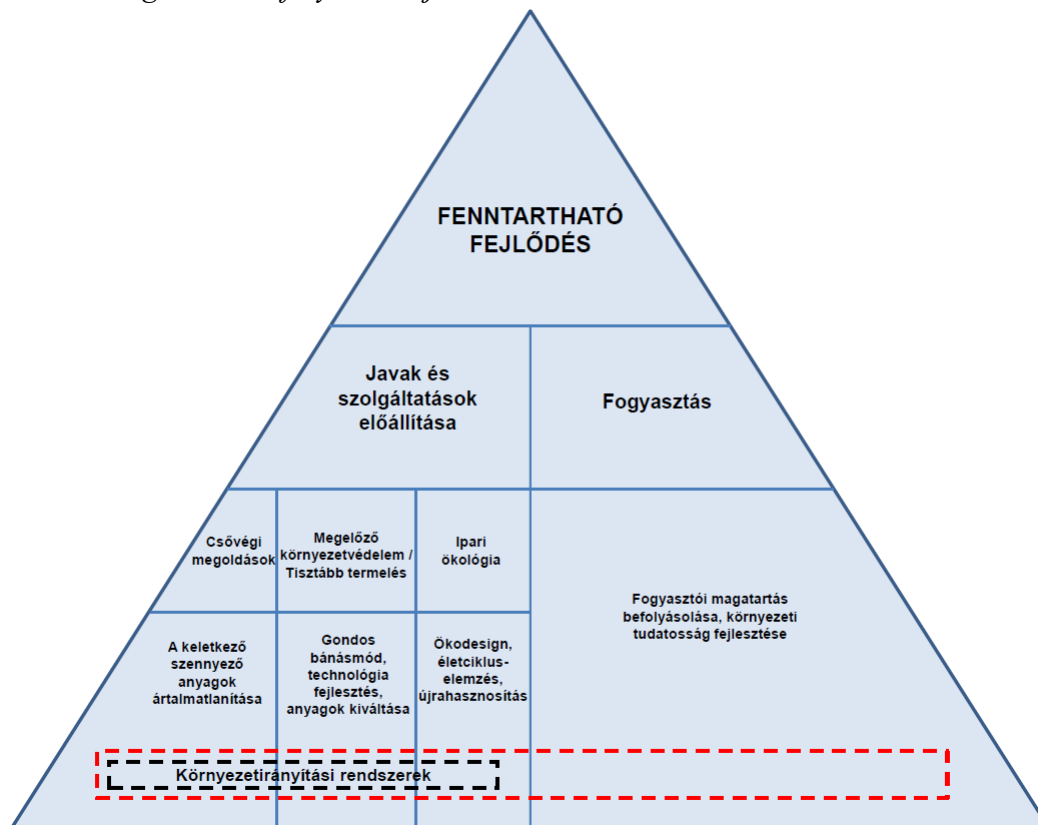 FENNTARTHATÓ
FEJLŐDÉS
Javak és
szolgáltatások
előállítása
Fogyasztás
Csővégi
megoldások
Megelőző
környezetvédelem /
Tisztább termelés
Ipari
ökológia
A keletkező
szennyező
anyagok
ártalmatlanítása
Gondos
bánásmód,
technológia
fejlesztés,
anyagok kiváltása
Ökodesign,
életciklus-
elemzés,
újrahasznosítás
Fogyasztói magatartás
befolyásolása, környezeti
tudatosság fejlesztése
Környezetirányítási rendszerek